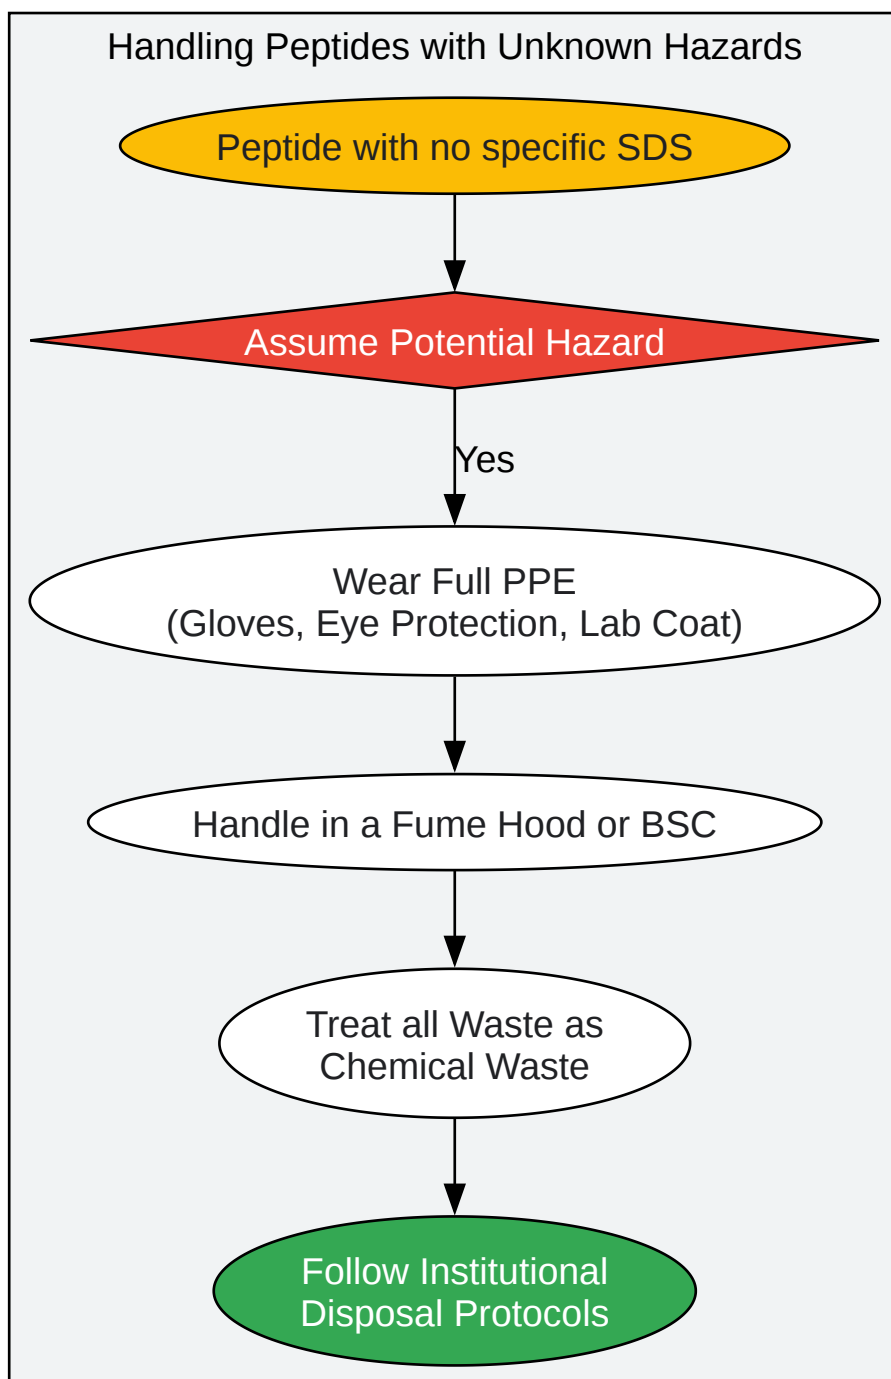 Handling Peptides with Unknown Hazards
Peptide with no specific SDS
Assume Potential Hazard
Yes
Wear Full PPE
(Gloves, Eye Protection, Lab Coat)
Handle in a Fume Hood or BSC
Treat all Waste as
Chemical Waste
Follow Institutional
Disposal Protocols